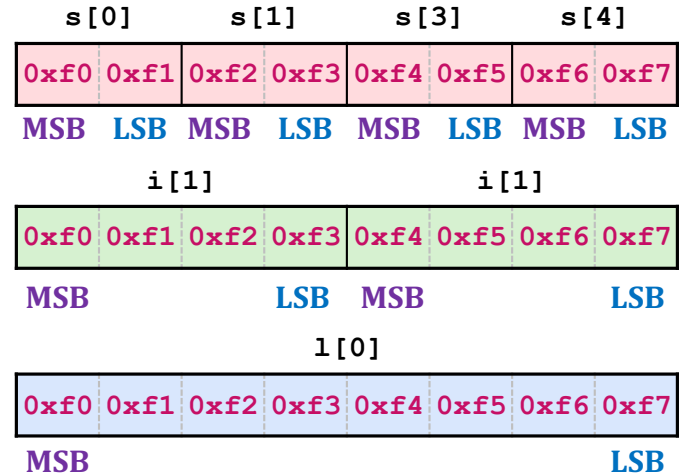 s[0] s[1] s[3] s[4]
0xf0 0xf1 0xf2 0xf3 0xf4 0xf5 0xf6 0xf7
MSB LSB MSB LSB MSB LSB MSB LSB
i[1] i[1]
0xf0 0xf1 0xf2 0xf3 0xf4 0xf5 0xf6 0xf7
MSB LSB MSB LSB
l[0]
0xf0 0xf1 0xf2 0xf3 0xf4 0xf5 0xf6 0xf7
MSB LSB